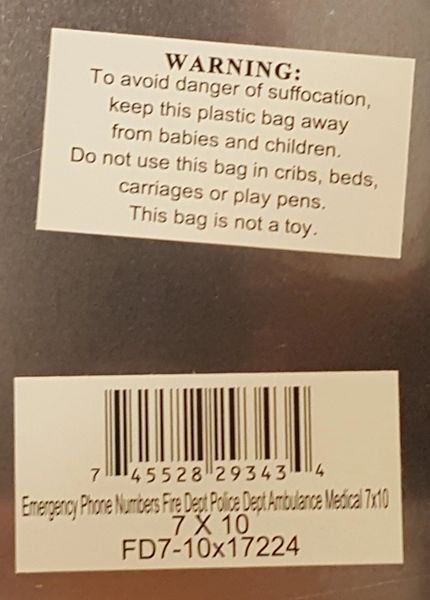 WARNING:
To avoid danger of suffocation,
keep this plastic bag away
from babies and children.
Do not use this bag in cribs, beds,
carriages or play pens.
This bag is not a toy.
7 45528 29343 4
Emergency Phone Numbers Fire Dept Police Dept Ambulance Medical 7x10
7 X 10
FD7-10x17224